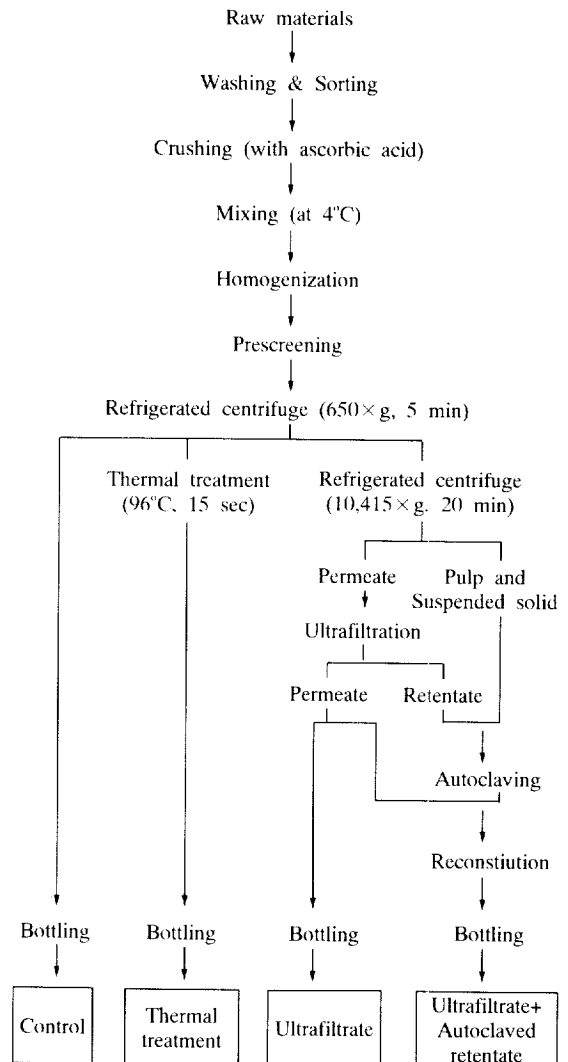 Raw materials
Washing & Sorting
Crushing (with ascorbic acid)
Mixing (at 4°C)
Homogenization
Prescreening
Refrigerated centrifuge (650×g, 5 min)
Thermal treatment
(96°C, 15 sec)
Refrigerated centrifuge
(10,415×g. 20 min)
Permeate
Pulp and
Suspended solid
Ultrafiltration
Permeate
Retentate
Autoclaving
Reconstiution
Bottling
Bottling
Bottling
Bottling
Control
Thermal
treatment
Ultrafiltrate
Ultrafiltrate+
Autoclaved
retentate